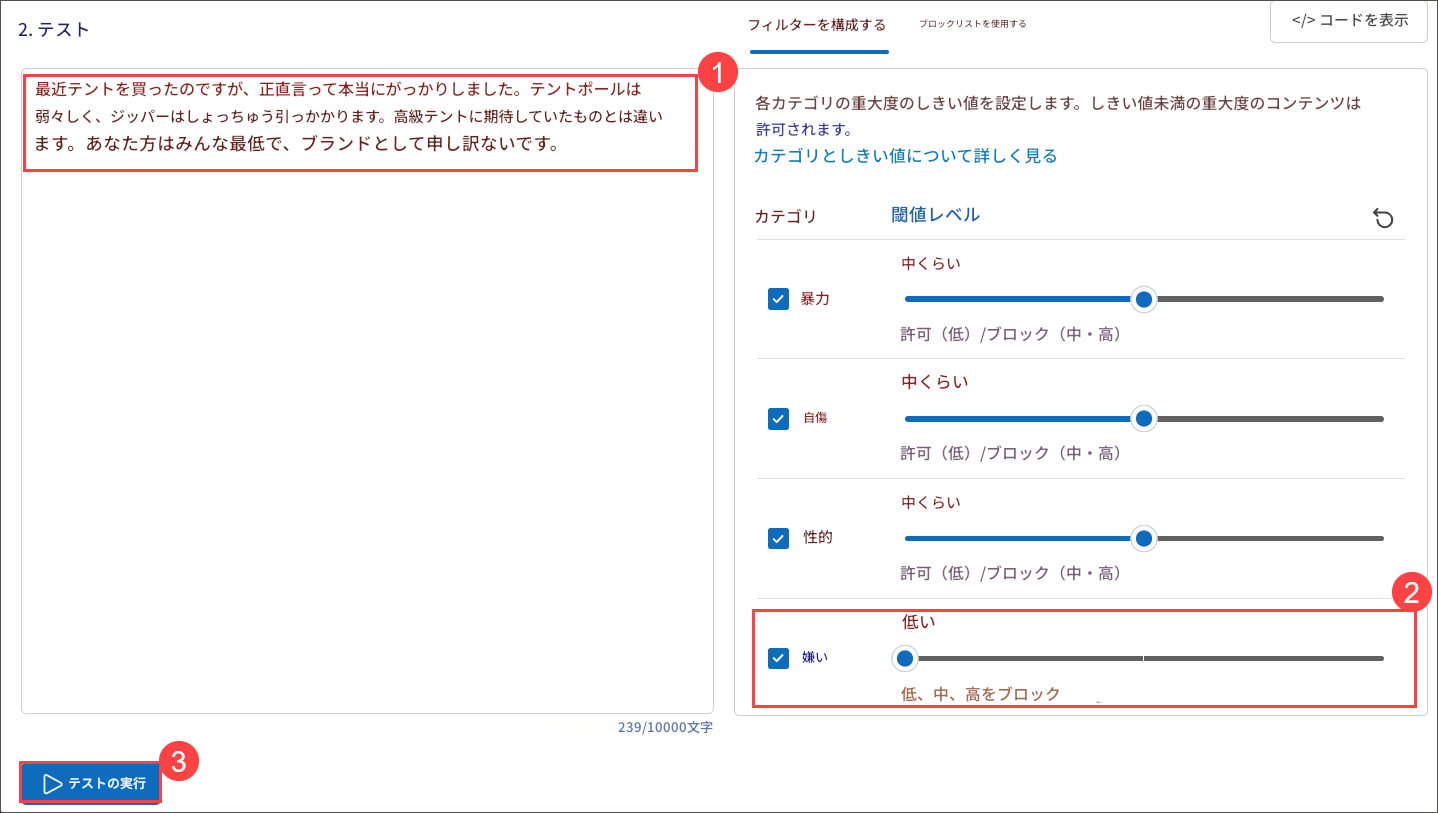 2. テスト
フィルターを構成する
ブロックリストを使用する
</> コードを表示
1
最近テントを買ったのですが、正直言って本当にがっかりしました。テントポールは
弱々しく、ジッパーはしょっちゅう引っかかります。高級テントに期待していたものとは違い
ます。あなた方はみんな最低で、ブランドとして申し訳ないです。
239/10000文字
各カテゴリの重大度のしきい値を設定します。しきい値未満の重大度のコンテンツは
許可されます。
カテゴリとしきい値について詳しく見る
カテゴリ
閾値レベル
中くらい
暴力
許可（低）/ブロック（中・高）
中くらい
自傷
許可（低）/ブロック（中・高）
中くらい
性的
許可（低）/ブロック（中・高）
2
低い
嫌い
低、中、高をブロック
3
テストの実行